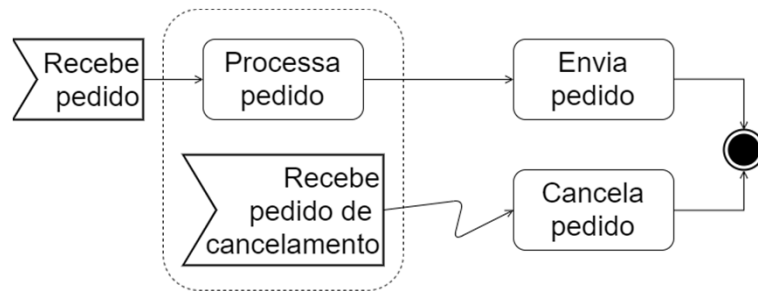 Recebe
pedido
Processa
pedido
Envia
pedido
Recebe
pedido de
cancelamento
Cancela
pedido